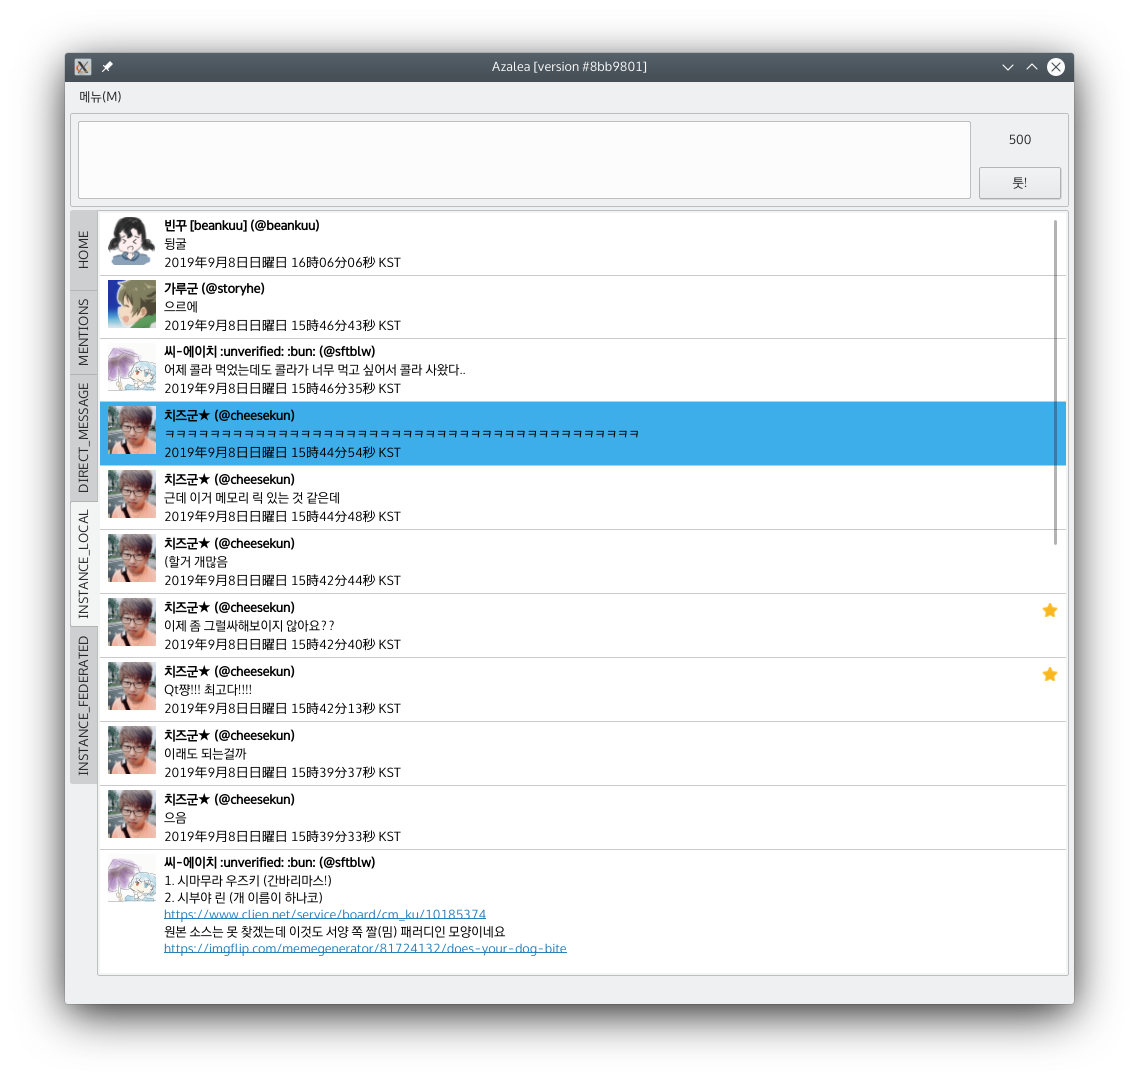 Azalea [version #8bb9801]
메뉴(M)
500
툿!
HOME
MENTIONS
DIRECT_MESSAGE
INSTANCE_LOCAL
INSTANCE_FEDERATED
빈꾸 [beankuu] (@beankuu)
뒹굴
2019年9月8日日曜日 16時06分06秒 KST
가루군 (@storyhe)
으르에
2019年9月8日日曜日 15時46分43秒 KST
씨-에이치 :unverified: :bun: (@sftblw)
어제 콜라 먹었는데도 콜라가 너무 먹고 싶어서 콜라 사왔다..
2019年9月8日日曜日 15時46分35秒 KST
치즈군★ (@cheesekun)
ㅋㅋㅋㅋㅋㅋㅋㅋㅋㅋㅋㅋㅋㅋㅋㅋㅋㅋㅋㅋㅋㅋㅋㅋㅋㅋㅋㅋㅋㅋㅋㅋㅋㅋㅋㅋㅋㅋㅋㅋㅋㅋ
2019年9月8日日曜日 15時44分54秒 KST
치즈군★ (@cheesekun)
근데 이거 메모리 릭 있는 것 같은데
2019年9月8日日曜日 15時44分48秒 KST
치즈군★ (@cheesekun)
(할거 개많음
2019年9月8日日曜日 15時42分44秒 KST
치즈군★ (@cheesekun)
이제 좀 그럴싸해보이지 않아요??
2019年9月8日日曜日 15時42分40秒 KST
치즈군★ (@cheesekun)
Qt쨩!!! 최고다!!!!
2019年9月8日日曜日 15時42分13秒 KST
치즈군★ (@cheesekun)
이래도 되는걸까
2019年9月8日日曜日 15時39分37秒 KST
치즈군★ (@cheesekun)
으음
2019年9月8日日曜日 15時39分33秒 KST
씨-에이치 :unverified: :bun: (@sftblw)
1. 시마무라 우즈키 (간바리마스!)
2. 시부야 린 (개 이름이 하나코)
https://www.clien.net/service/board/cm_ku/10185374
원본 소스는 못 찾겠는데 이것도 서양 쪽 짤(밈) 패러디인 모양이네요
https://imgflip.com/memegenerator/81724132/does-your-dog-bite